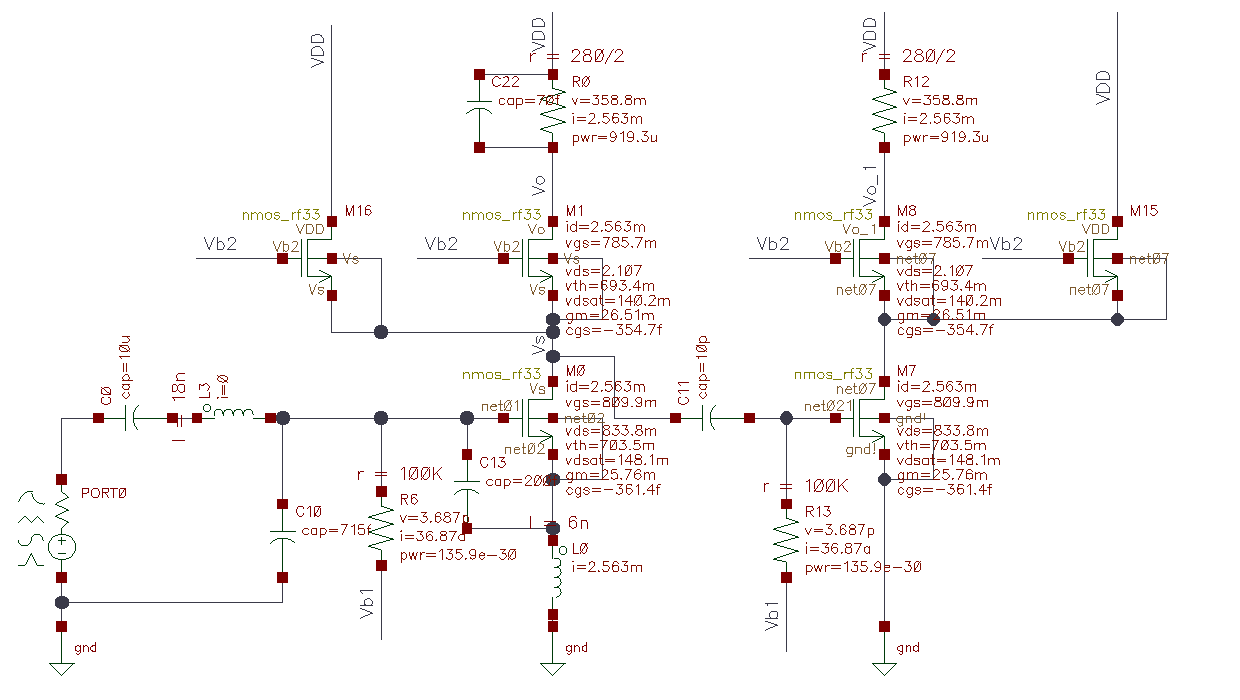 VDD
VDD
r = 280/2
C22
cap=70f
R0
v=358.8m
i=2.563m
pwr=919.3u
VDD
r = 280/2
R12
v=358.8m
i=2.563m
pwr=919.3u
VDD
nmos_rf33
M16
VDD
Vb2
Vb2
Vs
Vs
Vo
nmos_rf33
M1
Vo
id=2.563m
vgs=785.7m
Vb2
Vb2
Vs
vds=2.107
vth=693.4m
Vs
vdsat=140.2m
gm=26.51m
cgs=-354.7f
Vo_1
nmos_rf33
M8
Vo_1
id=2.563m
vgs=785.7m
Vb2
Vb2
net07
vds=2.107
vth=693.4m
net07
vdsat=140.2m
gm=26.51m
cgs=-354.7f
nmos_rf33
M15
VDD
Vb2
Vb2
net07
net07
Vs
nmos_rf33
M0
Vs
id=2.563m
vgs=809.9m
net01
net02
vds=833.8m
vth=703.5m
net02
vdsat=148.1m
gm=25.76m
cgs=-361.4f
nmos_rf33
M7
net07
id=2.563m
vgs=809.9m
net021
gnd!
vds=833.8m
vth=703.5m
gnd!
vdsat=148.1m
gm=25.76m
cgs=-361.4f
C0
cap=10u
l = 18n
L3
i=0
C11
cap=10p
PORT0
C10
cap=715f
r = 100K
R6
v=3.687p
i=36.87a
pwr=135.9e-30
Vb1
C13
l = 6n
L0
i=2.563m
r = 100K
R13
v=3.687p
i=36.87a
pwr=135.9e-30
Vb1
gnd
gnd
gnd